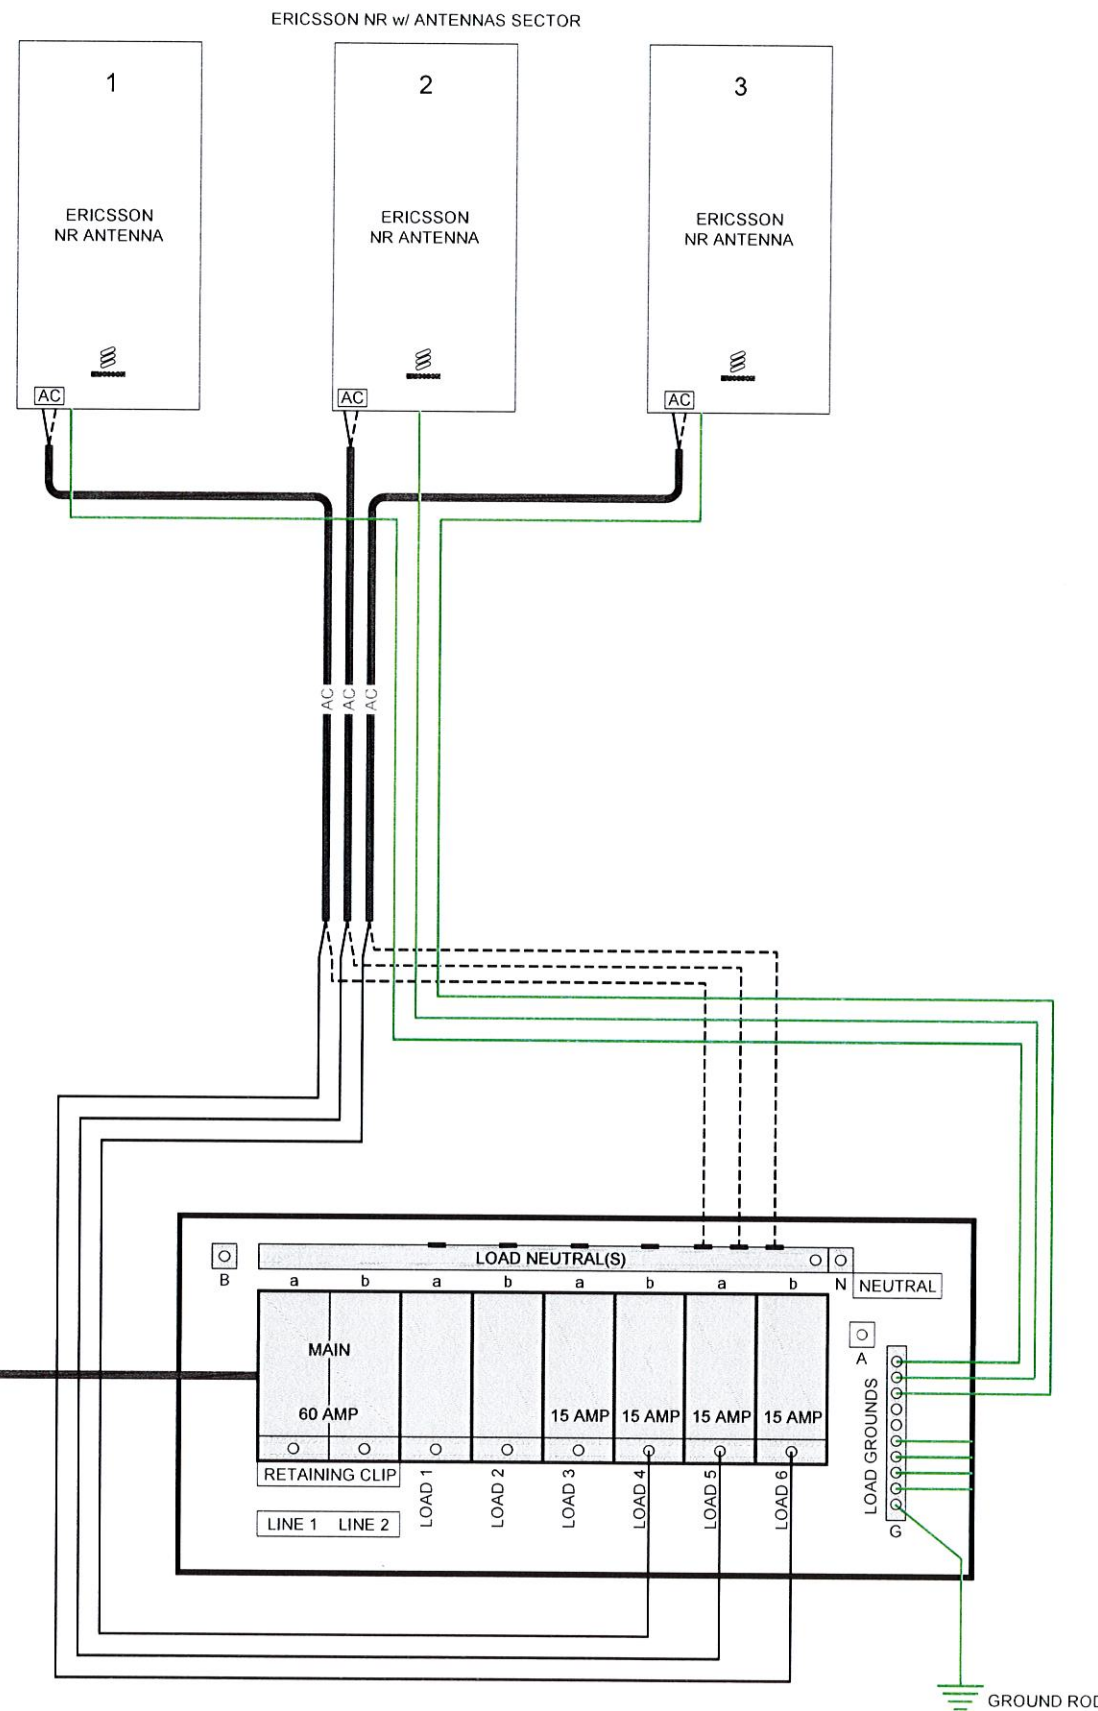 ERICSSON NR w/ ANTENNAS SECTOR
1
2
3
ERICSSON
NR ANTENNA
ERICSSON
NR ANTENNA
ERICSSON
NR ANTENNA
AC
AC
AC
AC
AC
AC
LOAD NEUTRAL(S)
B
a
b
a
b
a
b
a
b
N
NEUTRAL
MAIN
A
60 AMP
15 AMP
15 AMP
15 AMP
15 AMP
RETAINING CLIP
LINE 1
LINE 2
LOAD 1
LOAD 2
LOAD 3
LOAD 4
LOAD 5
LOAD 6
LOAD GROUNDS
G
GROUND ROD